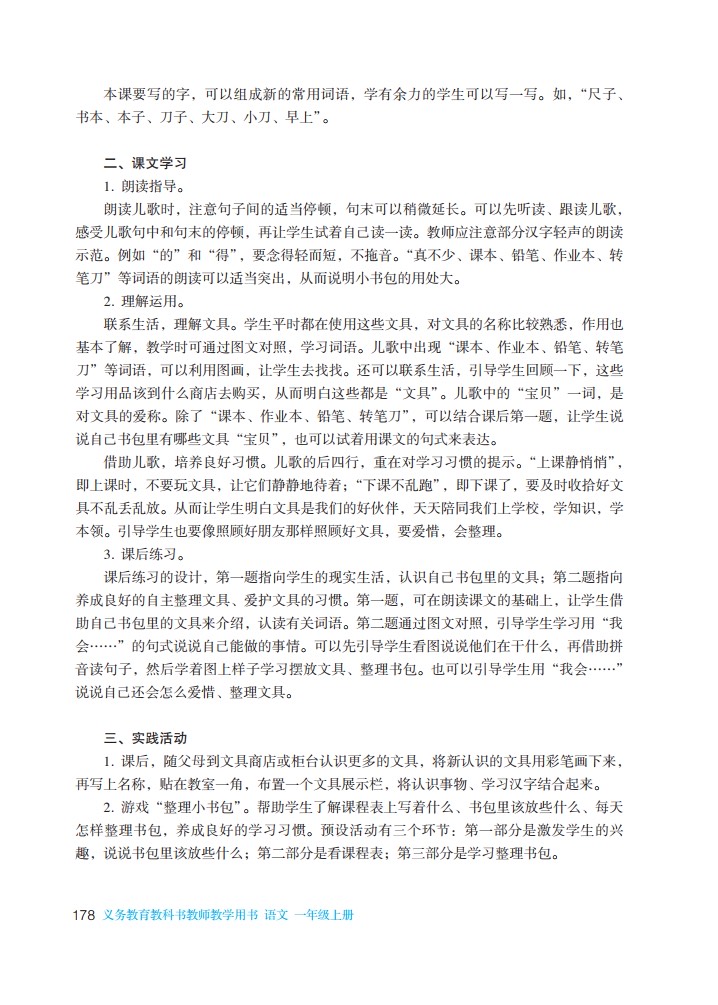 本课要写的字，可以组成新的常用词语，学有余力的学生可以写一写。如，“尺子、
书本、本子、刀子、大刀、小刀、早上”。
二、课文学习
1. 朗读指导。
朗读儿歌时，注意句子间的适当停顿，句末可以稍微延长。可以先听读、跟读儿歌，
感受儿歌句中和句末的停顿，再让学生试着自己读一读。教师应注意部分汉字轻声的朗读
示范。例如“的”和“得”，要念得轻而短，不拖音。“真不少、课本、铅笔、作业本、转
笔刀”等词语的朗读可以适当突出，从而说明小书包的用处大。
2. 理解运用。
联系生活，理解文具。学生平时都在使用这些文具，对文具的名称比较熟悉，作用也
基本了解，教学时可通过图文对照，学习词语。儿歌中出现“课本、作业本、铅笔、转笔
刀”等词语，可以利用图画，让学生去找找。还可以联系生活，引导学生回顾一下，这些
学习用品该到什么商店去购买，从而明白这些都是“文具”。儿歌中的“宝贝”一词，是
对文具的爱称。除了“课本、作业本、铅笔、转笔刀”，可以结合课后第一题，让学生说
说自己书包里有哪些文具“宝贝”，也可以试着用课文的句式来表达。
借助儿歌，培养良好习惯。儿歌的后四行，重在对学习习惯的提示。“上课静悄悄”，
即上课时，不要玩文具，让它们静静地待着；“下课不乱跑”，即下课了，要及时收拾好文
具不乱丢乱放。从而让学生明白文具是我们的好伙伴，天天陪同我们上学校，学知识，学
本领。引导学生也要像照顾好朋友那样照顾好文具，要爱惜，会整理。
3. 课后练习。
课后练习的设计，第一题指向学生的现实生活，认识自己书包里的文具；第二题指向
养成良好的自主整理文具、爱护文具的习惯。第一题，可在朗读课文的基础上，让学生借
助自己书包里的文具来介绍，认读有关词语。第二题通过图文对照，引导学生学习用“我
会……”的句式说说自己能做的事情。可以先引导学生看图说说他们在干什么，再借助拼
音读句子，然后学着图上样子学习摆放文具、整理书包。也可以引导学生用“我会……”
说说自己还会怎么爱惜、整理文具。
三、实践活动
1. 课后，随父母到文具商店或柜台认识更多的文具，将新认识的文具用彩笔画下来，
再写上名称，贴在教室一角，布置一个文具展示栏，将认识事物、学习汉字结合起来。
2. 游戏“整理小书包”。帮助学生了解课程表上写着什么、书包里该放些什么、每天
怎样整理书包，养成良好的学习习惯。预设活动有三个环节：第一部分是激发学生的兴
趣，说说书包里该放些什么；第二部分是看课程表；第三部分是学习整理书包。
178 义务教育教科书教师教学用书 语文 一年级上册